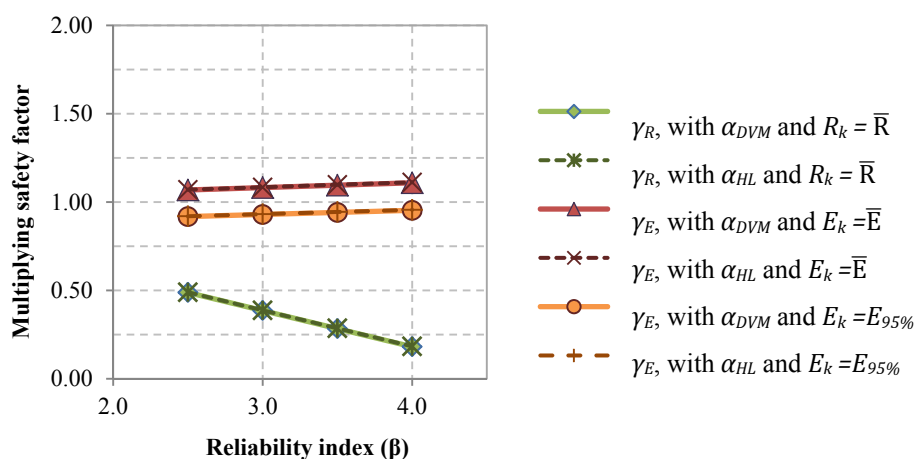 Multiplying safety factor
2.00
1.50
1.00
0.50
0.00
2.0 3.0 4.0
Reliability index (β)
γR, with αDVM and Rk = R̅
γR, with αHL and Rk = R̅
γE, with αDVM and Ek = E̅
γE, with αHL and Ek = E̅
γE, with αDVM and Ek =E95%
γE, with αHL and Ek =E95%